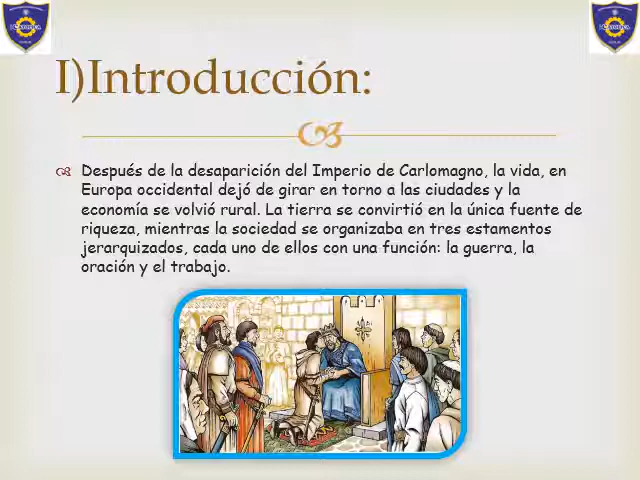 I)Introducción:
Después de la desaparición del Imperio de Carlomagno, la vida, en
Europa occidental dejó de girar en torno a las ciudades y la
economía se volvió rural. La tierra se convirtió en la única fuente de
riqueza, mientras la sociedad se organizaba en tres estamentos
jerarquizados, cada uno de ellos con una función: la guerra, la
oración y el trabajo.